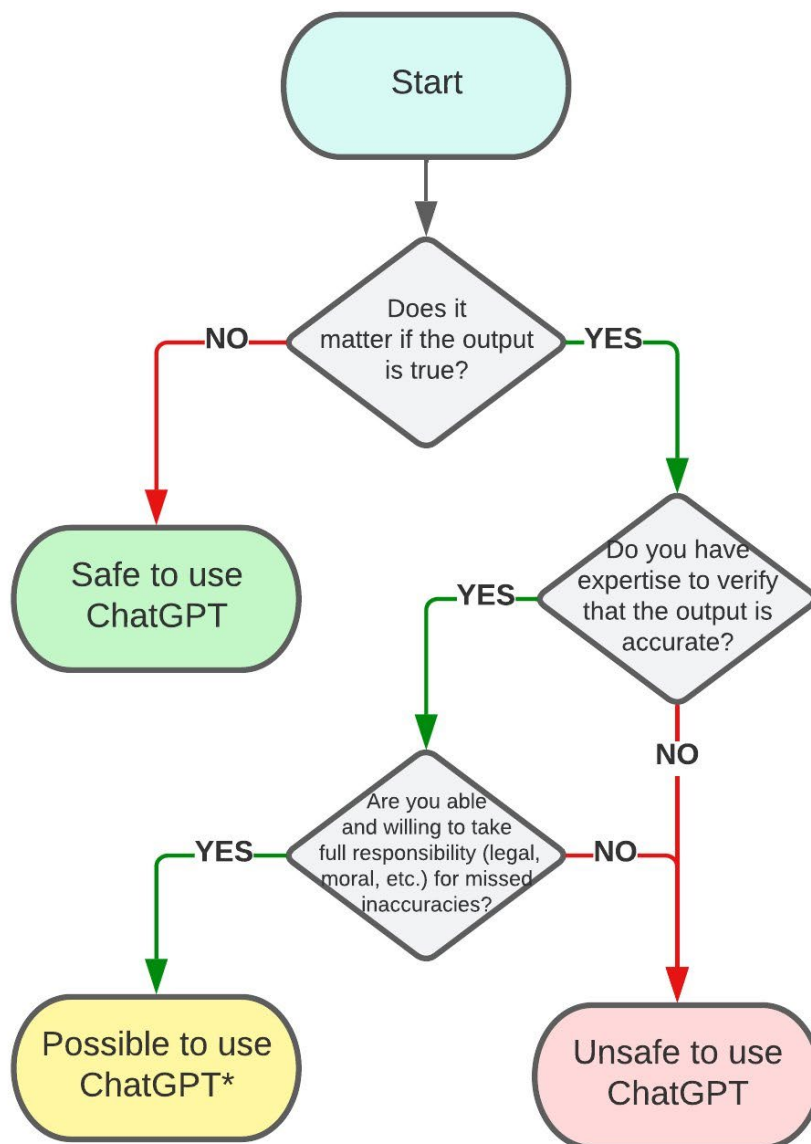 Start
Does it
matter if the output
is true?
NO
YES
Safe to use
ChatGPT
Do you have
expertise to verify
that the output is
accurate?
YES
NO
Are you able
and willing to take
full responsibility (legal,
moral, etc.) for missed
inaccuracies?
YES
NO
Possible to use
ChatGPT*
Unsafe to use
ChatGPT